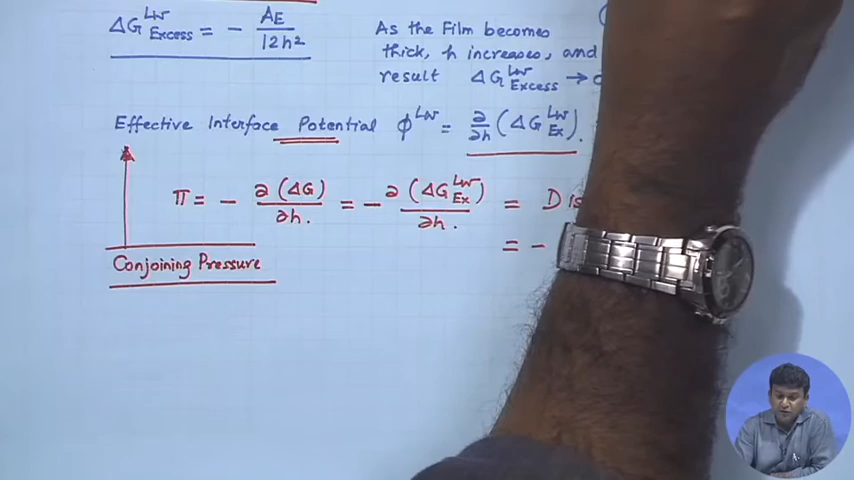 ΔG^LW_Excess = - A_E / 12h²
As the Film becomes
thick, h increases, and
result ΔG^LW_Excess →
Effective Interface Potential ϕ^LW = ∂/∂h (ΔG^LW_Ex).
π = - ∂(ΔG)/∂h. = - ∂(ΔG^LW_Ex)/∂h. =
= -
Conjoining Pressure